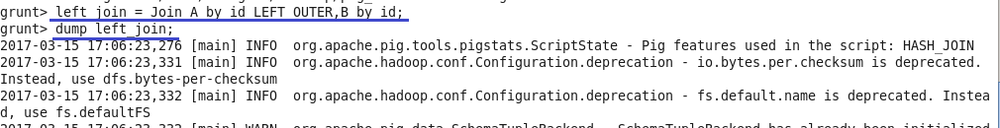 grunt> left_join = Join A by id LEFT OUTER,B by id;
grunt> dump left_join;
2017-03-15 17:06:23,276 [main] INFO  org.apache.pig.tools.pigstats.ScriptState - Pig features used in the script: HASH_JOIN
2017-03-15 17:06:23,331 [main] INFO  org.apache.hadoop.conf.Configuration.deprecation - io.bytes.per.checksum is deprecated.
Instead, use dfs.bytes-per-checksum
2017-03-15 17:06:23,332 [main] INFO  org.apache.hadoop.conf.Configuration.deprecation - fs.default.name is deprecated. Instea
d, use fs.defaultFS
2017-03-15 17:06:23,332 [main] WARN  org.apache.pig.data.SchemaTupleBackend - SchemaTupleBackend has already been initialized